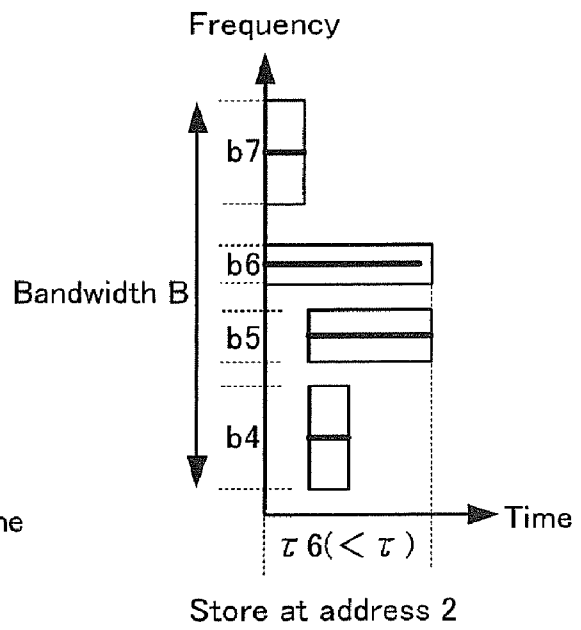 Frequency
b7
b6
Bandwidth B
b5
b4
Time
τ 6(< τ )
Store at address 2